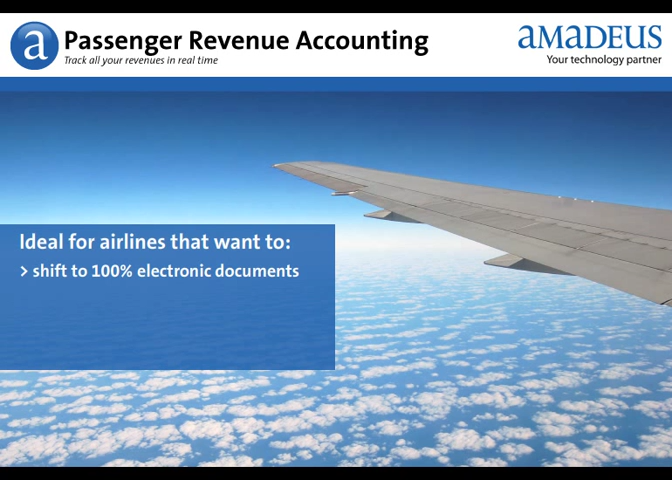 a Passenger Revenue Accounting
Track all your revenues in real time
amaDEUS
Your technology partner
Ideal for airlines that want to:
> shift to 100% electronic documents